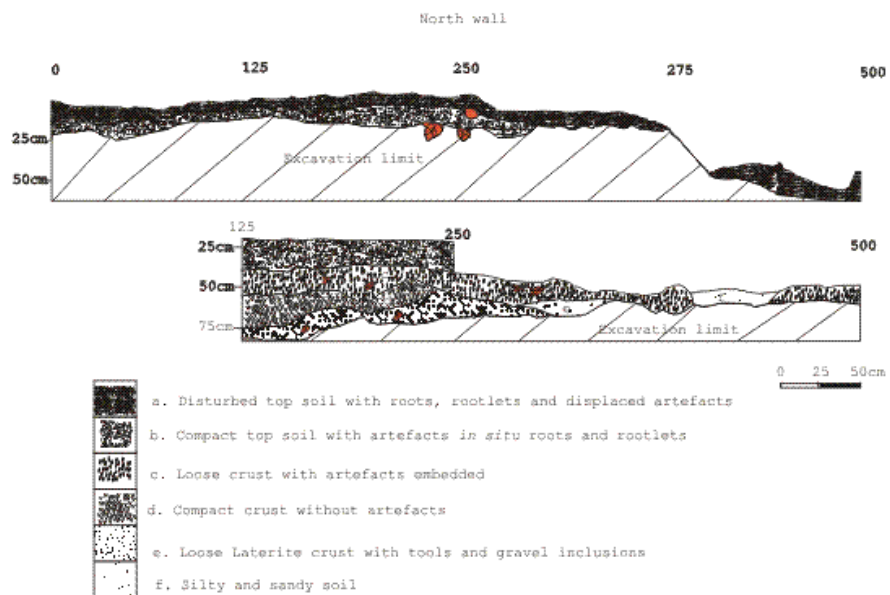 North wall
0 125 250 275 500
25cm
Excavation limit
50cm
125 250 500
25cm
50cm
75cm
Excavation limit
0 25 50cm
a. Disturbed top soil with roots, rootlets and displaced artefacts
b. Compact top soil with artefacts in situ roots and rootlets
c. Loose crust with artefacts embedded
d. Compact crust without artefacts
e. Loose Laterite crust with tools and gravel inclusions
f. Silty and sandy soil